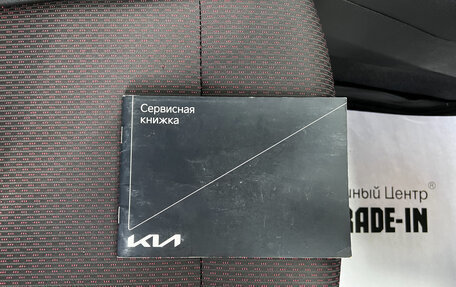 Сервисная
книжка
KIA
ный Центр®
RADE-IN